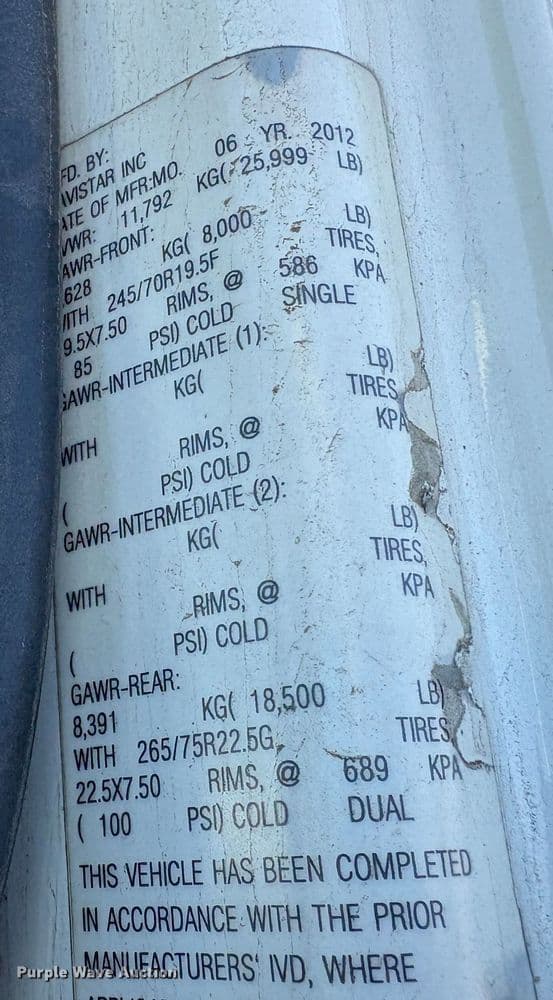 FD. BY:
AVISTAR INC
ATE OF MFR:MO. 06 YR. 2012
VWR: 11,792 KG( 25,999 LB)
AWR-FRONT:
628 KG( 8,000 LB)
ITH 245/70R19.5F TIRES,
9.5X7.50 RIMS, @ 586 KPA
85 PSI) COLD SINGLE
GAWR-INTERMEDIATE (1):
KG( LB)
WITH TIRES
RIMS, @ KPA
( PSI) COLD
GAWR-INTERMEDIATE (2):
KG( LB)
WITH TIRES,
RIMS, @ KPA
( PSI) COLD
GAWR-REAR:
8,391 KG( 18,500 LB)
WITH 265/75R22.5G, TIRES
22.5X7.50 RIMS, @ 689 KPA
( 100 PSI) COLD DUAL
THIS VEHICLE HAS BEEN COMPLETED
IN ACCORDANCE WITH THE PRIOR
MANUFACTURERS' IVD, WHERE
Purple Wave Auction